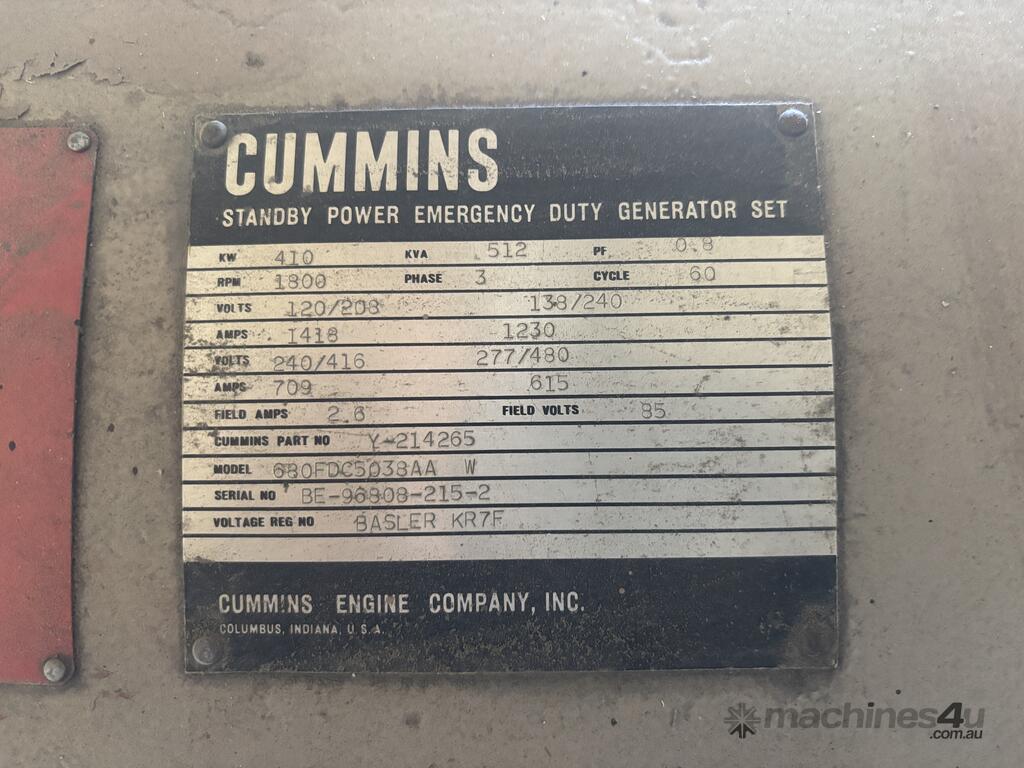 CUMMINS
STANDBY POWER EMERGENCY DUTY GENERATOR SET
KW 410 KVA 512 PF 0.8
RPM 1800 PHASE 3 CYCLE 60
VOLTS 120/208 138/240
AMPS 1418 1230
VOLTS 240/416 277/480
AMPS 709 615
FIELD AMPS 2.6 FIELD VOLTS 85
CUMMINS PART NO Y-214265
MODEL 680FDC5038AA W
SERIAL NO BE-96808-215-2
VOLTAGE REG NO BASLER KR7F
CUMMINS ENGINE COMPANY, INC.
COLUMBUS, INDIANA, U.S.A.
machines4u
.com.au